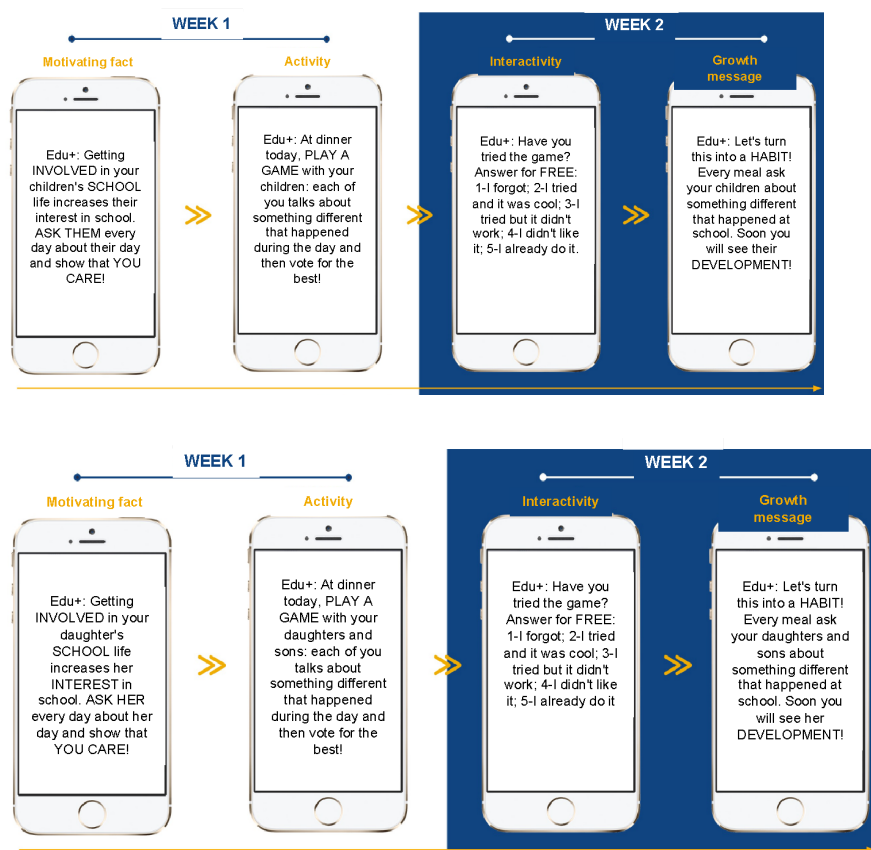 WEEK 1
WEEK 2
Motivating fact
Activity
Interactivity
Growth
message
Edu+: Getting
INVOLVED in your
children's SCHOOL
life increases their
interest in school.
ASK THEM every
day about their day
and show that YOU
CARE!
Edu+: At dinner
today, PLAY A
GAME with your
children: each of
you talks about
something different
that happened
during the day and
then vote for the
best!
Edu+: Have you
tried the game?
Answer for FREE:
1-I forgot; 2-I tried
and it was cool; 3-I
tried but it didn't
work; 4-I didn't like
it; 5-I already do it.
Edu+: Let's turn
this into a HABIT!
Every meal ask
your children about
something different
that happened at
school. Soon you
will see their
DEVELOPMENT!
WEEK 1
WEEK 2
Motivating fact
Activity
Interactivity
Growth
message
Edu+: Getting
INVOLVED in your
daughter's
SCHOOL life
increases her
INTEREST in
school. ASK HER
every day about her
day and show that
YOU CARE!
Edu+: At dinner
today, PLAY A
GAME with your
daughters and
sons: each of you
talks about
something different
that happened
during the day and
then vote for the
best!
Edu+: Have you
tried the game?
Answer for FREE:
1-I forgot; 2-I tried
and it was cool; 3-I
tried but it didn't
work; 4-I didn't like
it; 5-I already do it
Edu+: Let's turn
this into a HABIT!
Every meal ask
your daughters and
sons about
something different
that happened at
school. Soon you
will see her
DEVELOPMENT!